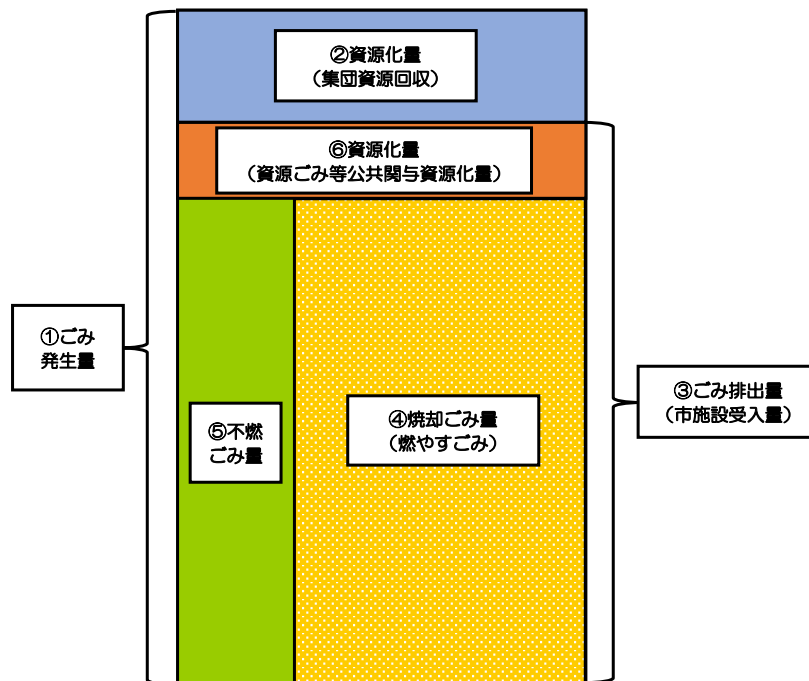 ②資源化量
（集団資源回収）
⑥資源化量
（資源ごみ等公共関与資源化量）
①ごみ
発生量
③ごみ排出量
（市施設受入量）
⑤不燃
ごみ量
④焼却ごみ量
（燃やすごみ）